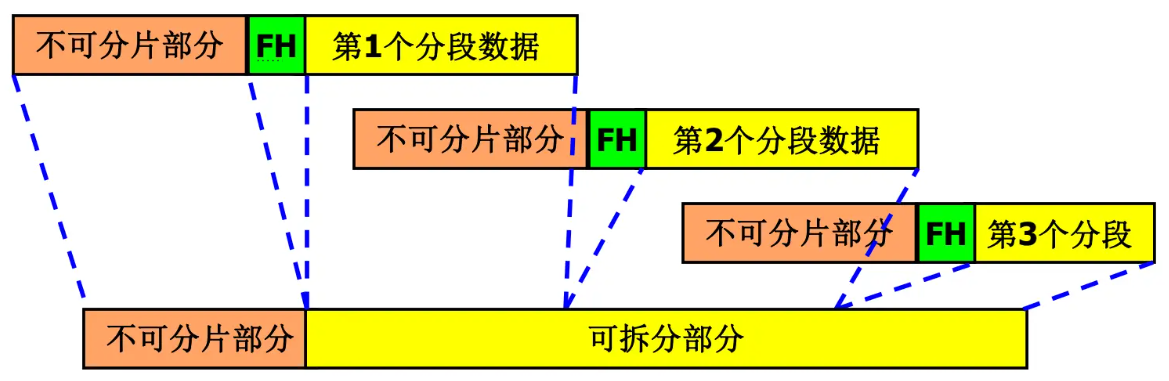 不可分片部分 FH 第1个分段数据
不可分片部分 FH 第2个分段数据
不可分片部分 FH 第3个分段
不可分片部分 可拆分部分